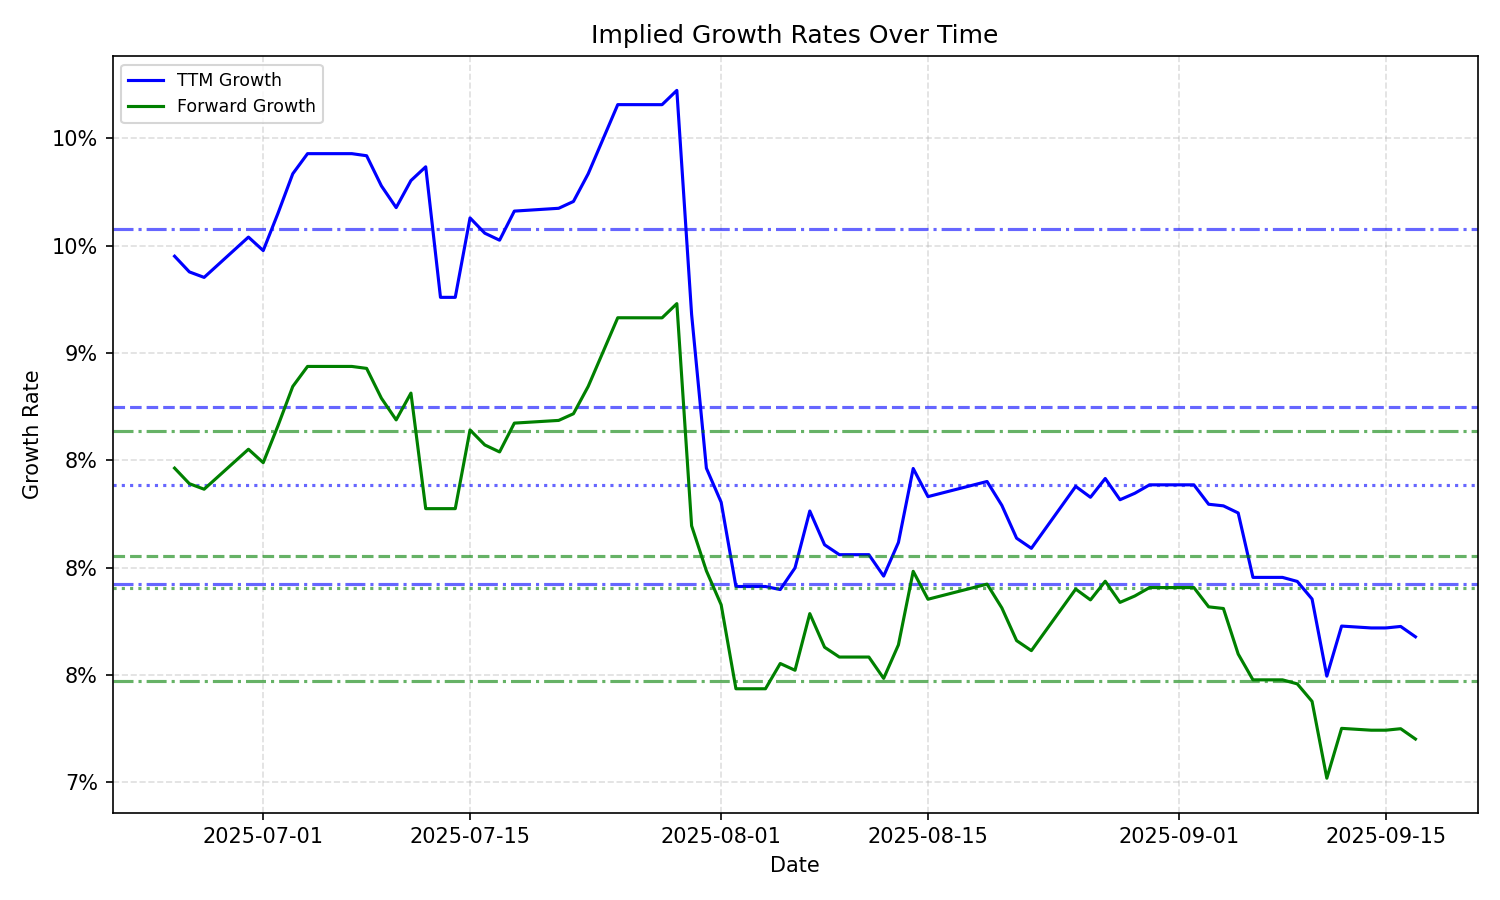 Implied Growth Rates Over Time
TTM Growth
Forward Growth
Growth Rate
10%
10%
9%
8%
8%
8%
7%
2025-07-01
2025-07-15
2025-08-01
2025-08-15
2025-09-01
2025-09-15
Date